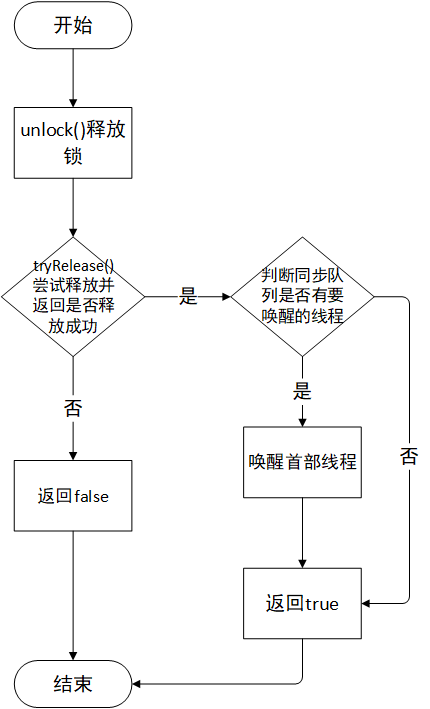 开始
unlock()释放
锁
tryRelease()
尝试释放并
返回是否释
放成功
是
判断同步队
列是否有要
唤醒的线程
是
否
唤醒首部线程
否
返回false
返回true
结束